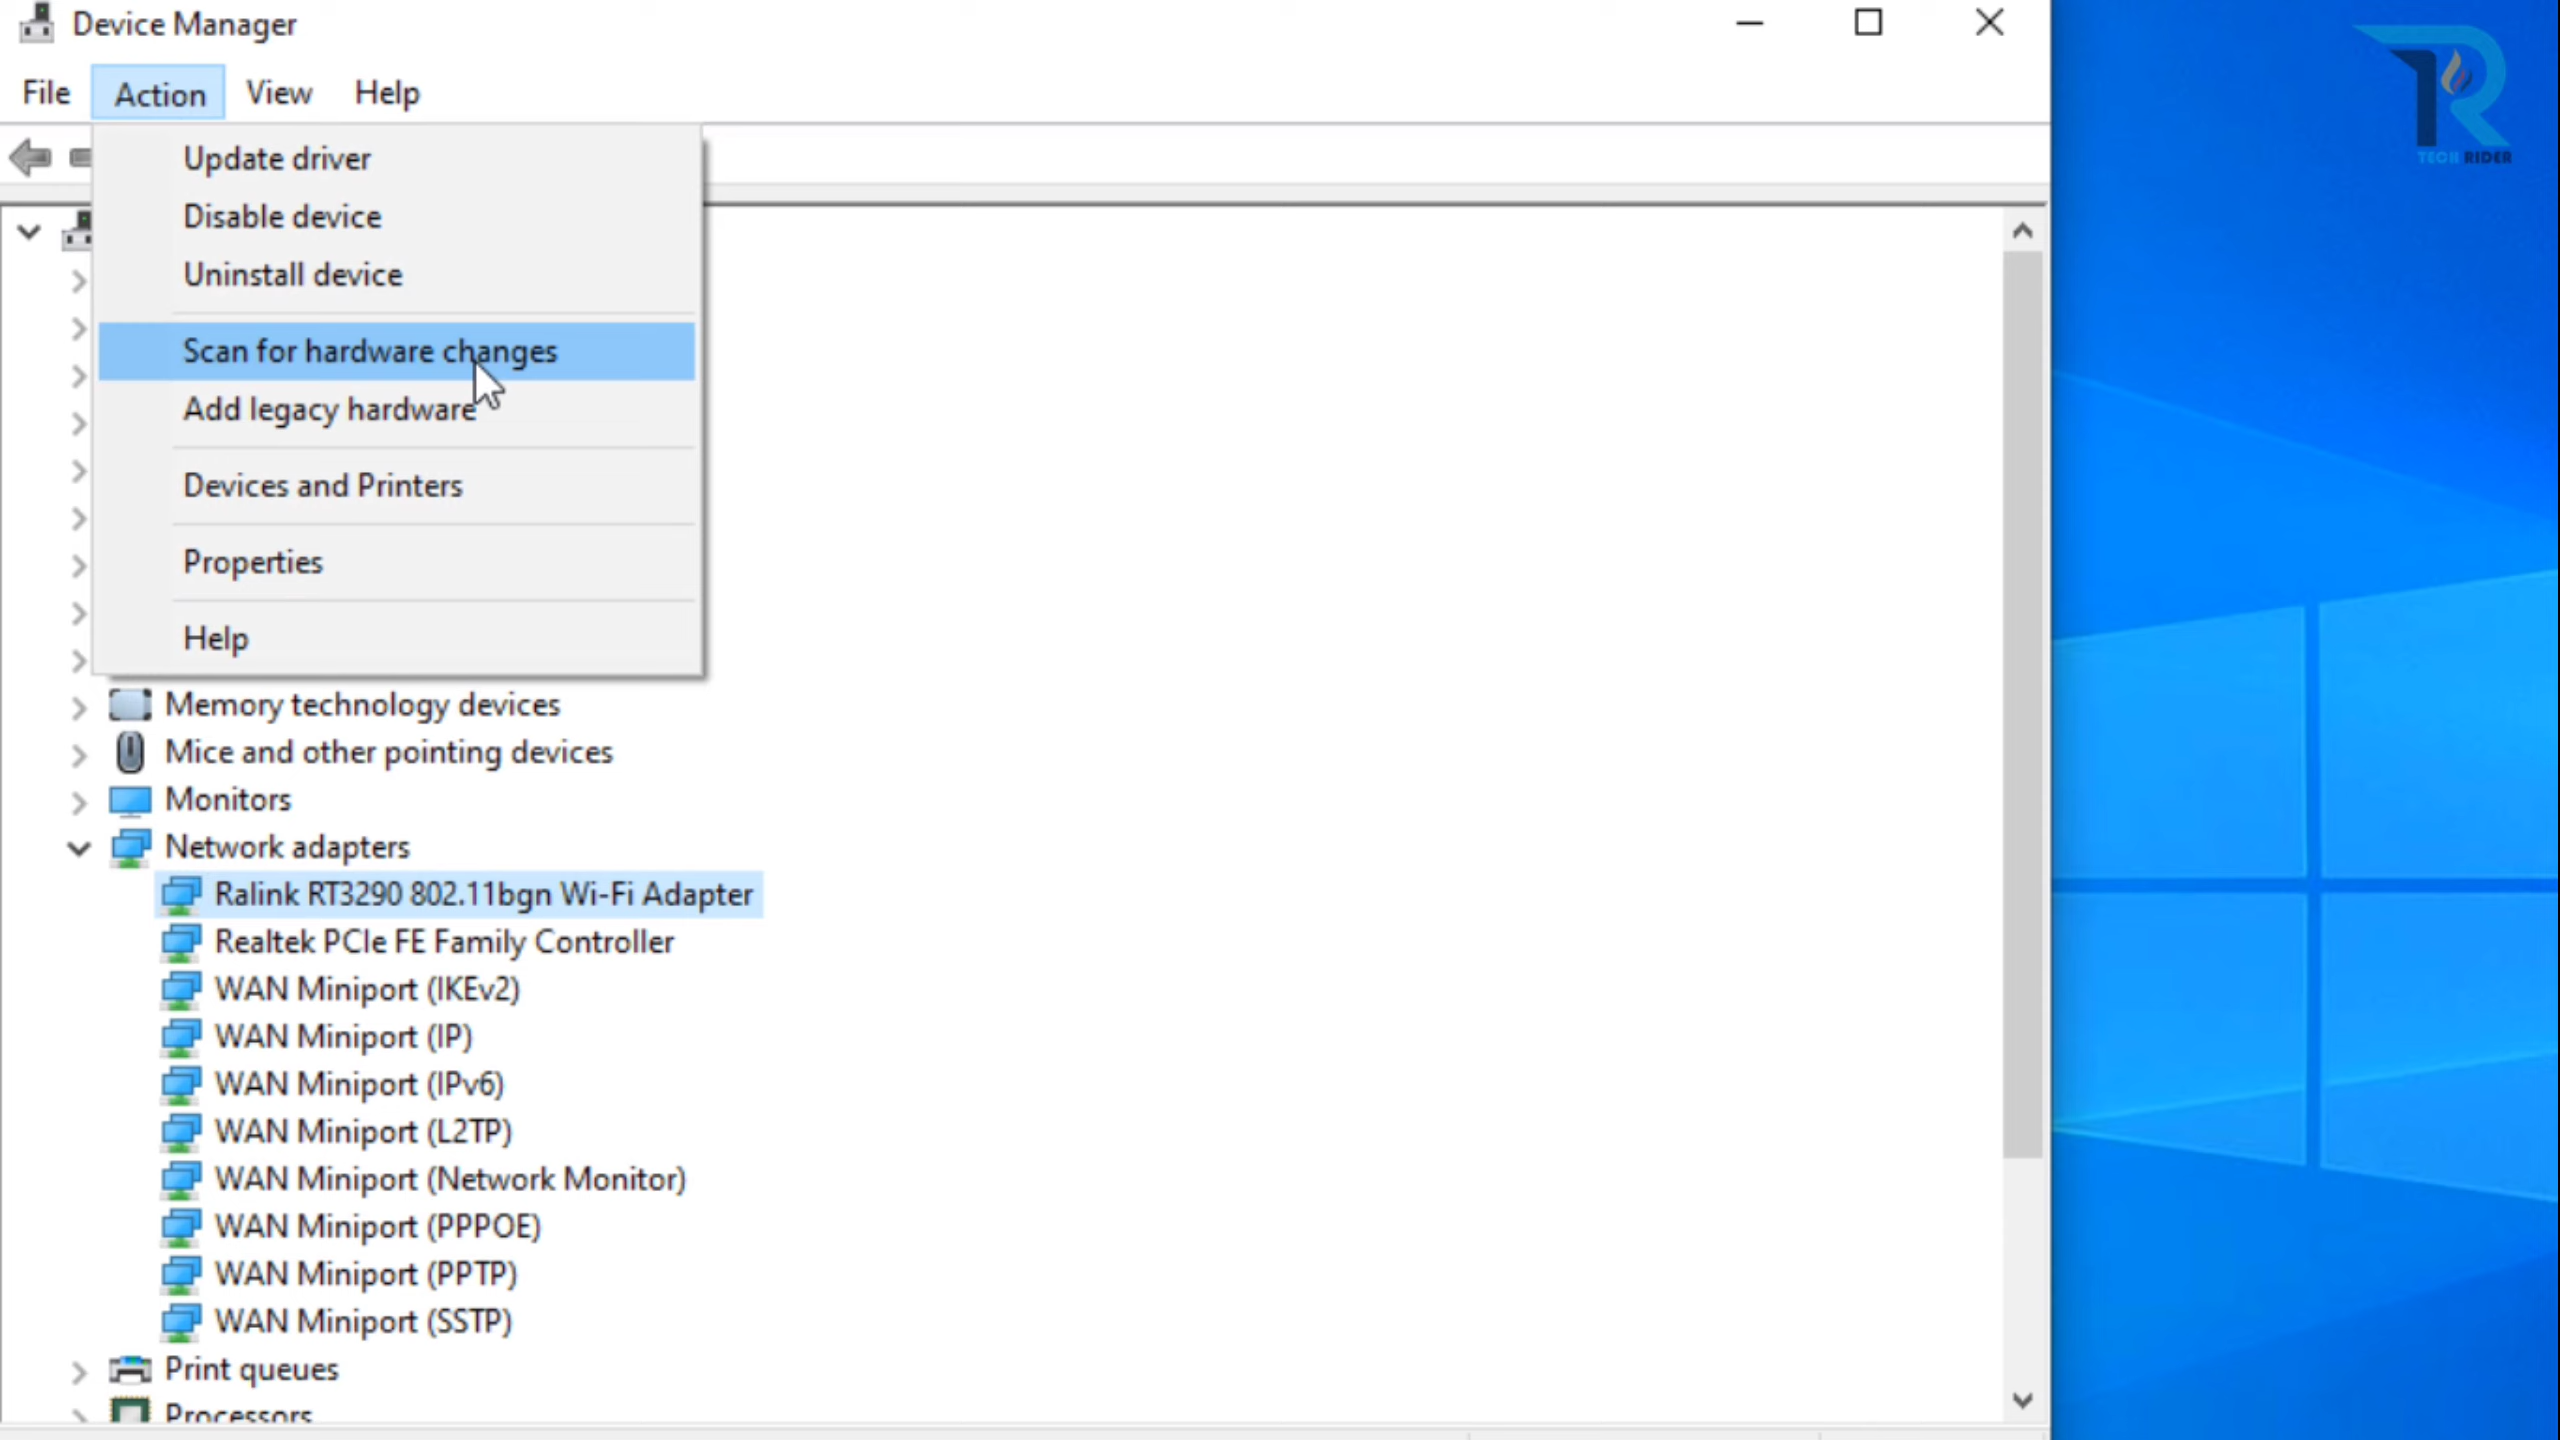 Device Manager
File Action View Help
Update driver
Disable device
Uninstall device
Scan for hardware changes
Add legacy hardware
Devices and Printers
Properties
Help
Memory technology devices
Mice and other pointing devices
Monitors
Network adapters
Ralink RT3290 802.11bgn Wi-Fi Adapter
Realtek PCIe FE Family Controller
WAN Miniport (IKEv2)
WAN Miniport (IP)
WAN Miniport (IPv6)
WAN Miniport (L2TP)
WAN Miniport (Network Monitor)
WAN Miniport (PPPOE)
WAN Miniport (PPTP)
WAN Miniport (SSTP)
Print queues
Processors
TECH RIDER